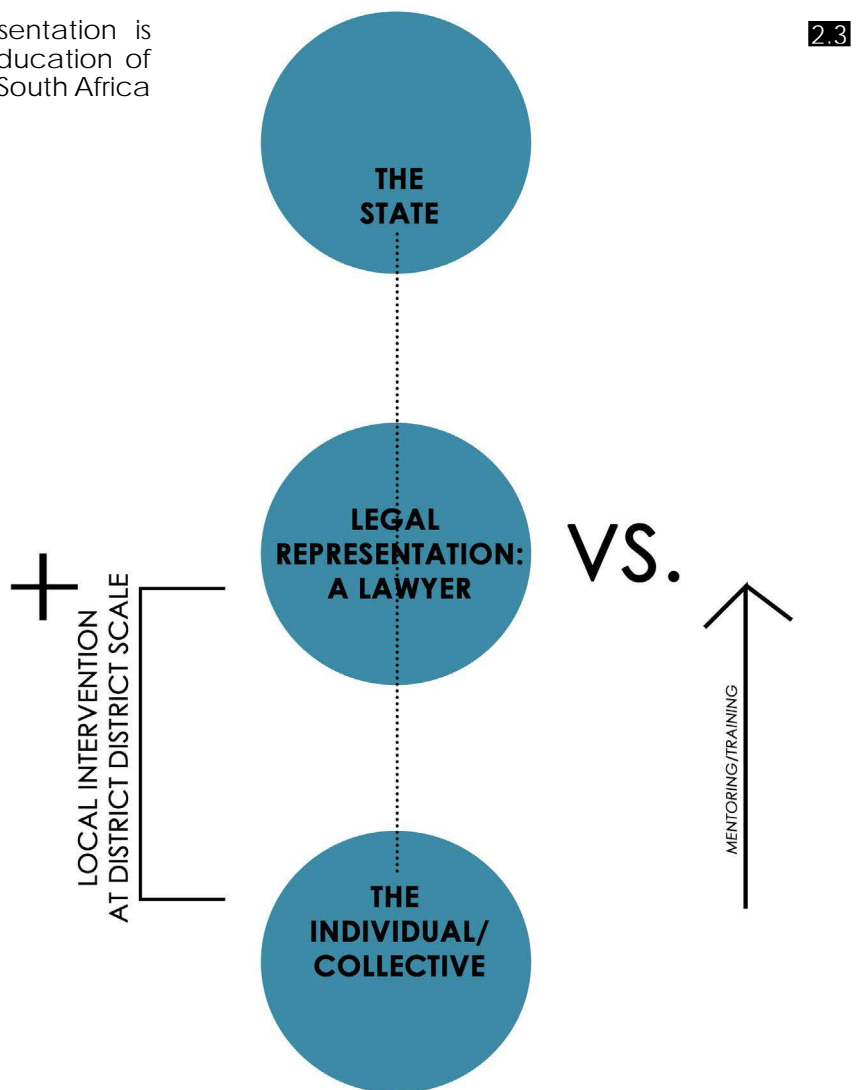 sentation is
ducation of
South Africa
2.3
THE
STATE
LEGAL
REPRESENTATION:
A LAWYER
VS.
+
LOCAL INTERVENTION
AT DISTRICT DISTRICT SCALE
MENTORING/TRAINING
THE
INDIVIDUAL/
COLLECTIVE